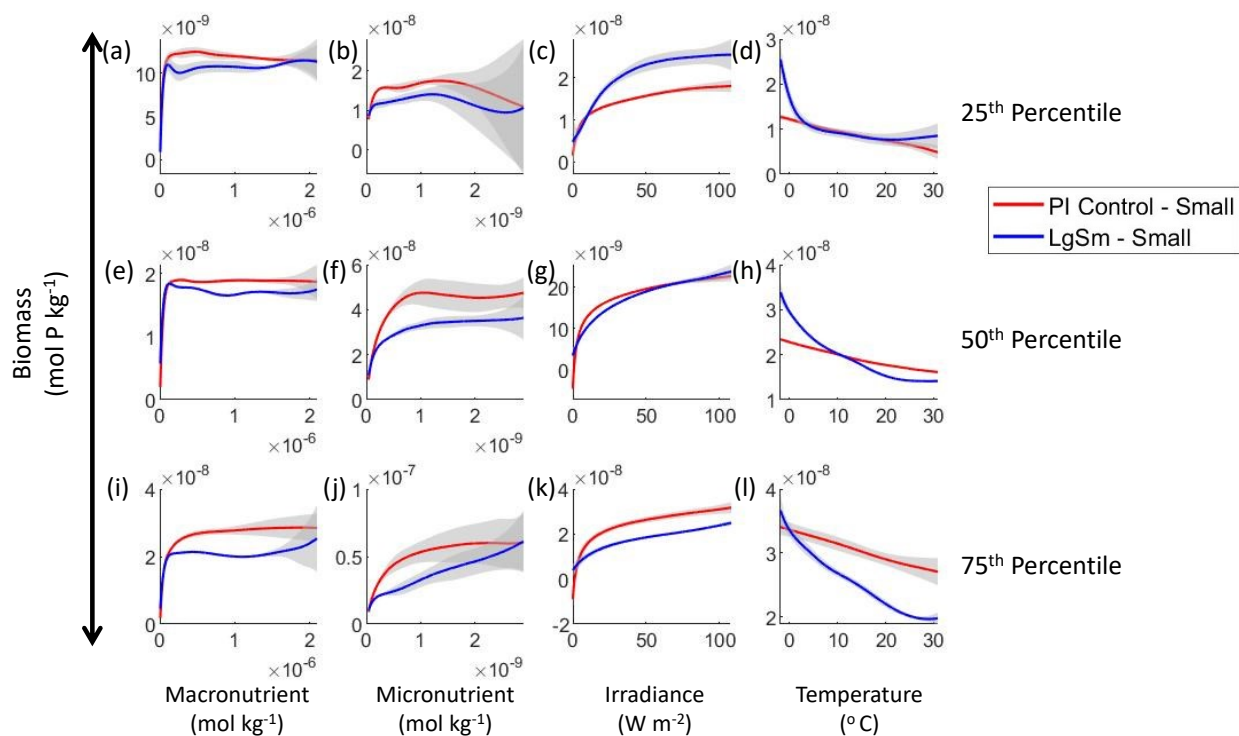 ×10⁻⁹ ×10⁻⁸ 3 ×10⁻⁸
(a) (b) (c) ×10⁻⁸ (d)
10
5
0
2
1
0
2
1
0
2
1
0
0 1 2
0 1 2
0 50 100
0 10 20 30
×10⁻⁶ ×10⁻⁹
25th Percentile
PI Control - Small
LgSm - Small
×10⁻⁸ 6 ×10⁻⁸ ×10⁻⁹ 4 ×10⁻⁸
(e) (f) (g) (h)
2
1
0
4
2
0
20
10
0
3
2
1
0 1 2
0 1 2
0 50 100
0 10 20 30
×10⁻⁶ ×10⁻⁹
50th Percentile
Biomass
(mol P kg⁻¹)
4 ×10⁻⁸ 1 ×10⁻⁷ 4 ×10⁻⁸ 4 ×10⁻⁸
(i) (j) (k) (l)
2
0
0.5
0
2
0
-2
3
2
0 1 2
0 1 2
0 50 100
0 10 20 30
×10⁻⁶ ×10⁻⁹
75th Percentile
Macronutrient
(mol kg⁻¹)
Micronutrient
(mol kg⁻¹)
Irradiance
(W m⁻²)
Temperature
(o C)